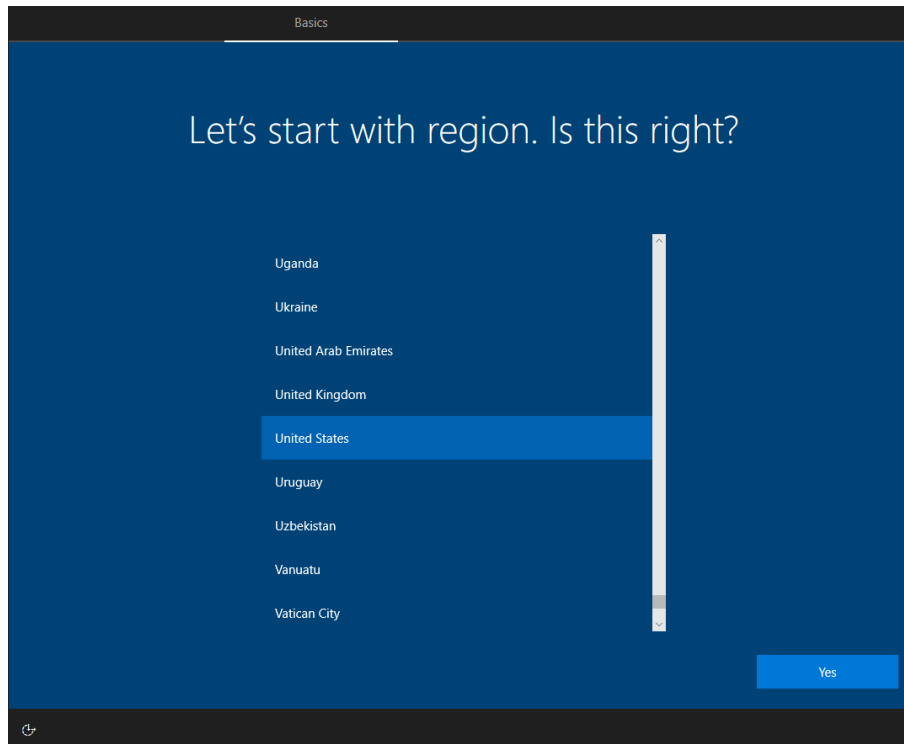 Basics
Let's start with region. Is this right?
Uganda
Ukraine
United Arab Emirates
United Kingdom
United States
Uruguay
Uzbekistan
Vanuatu
Vatican City
Yes